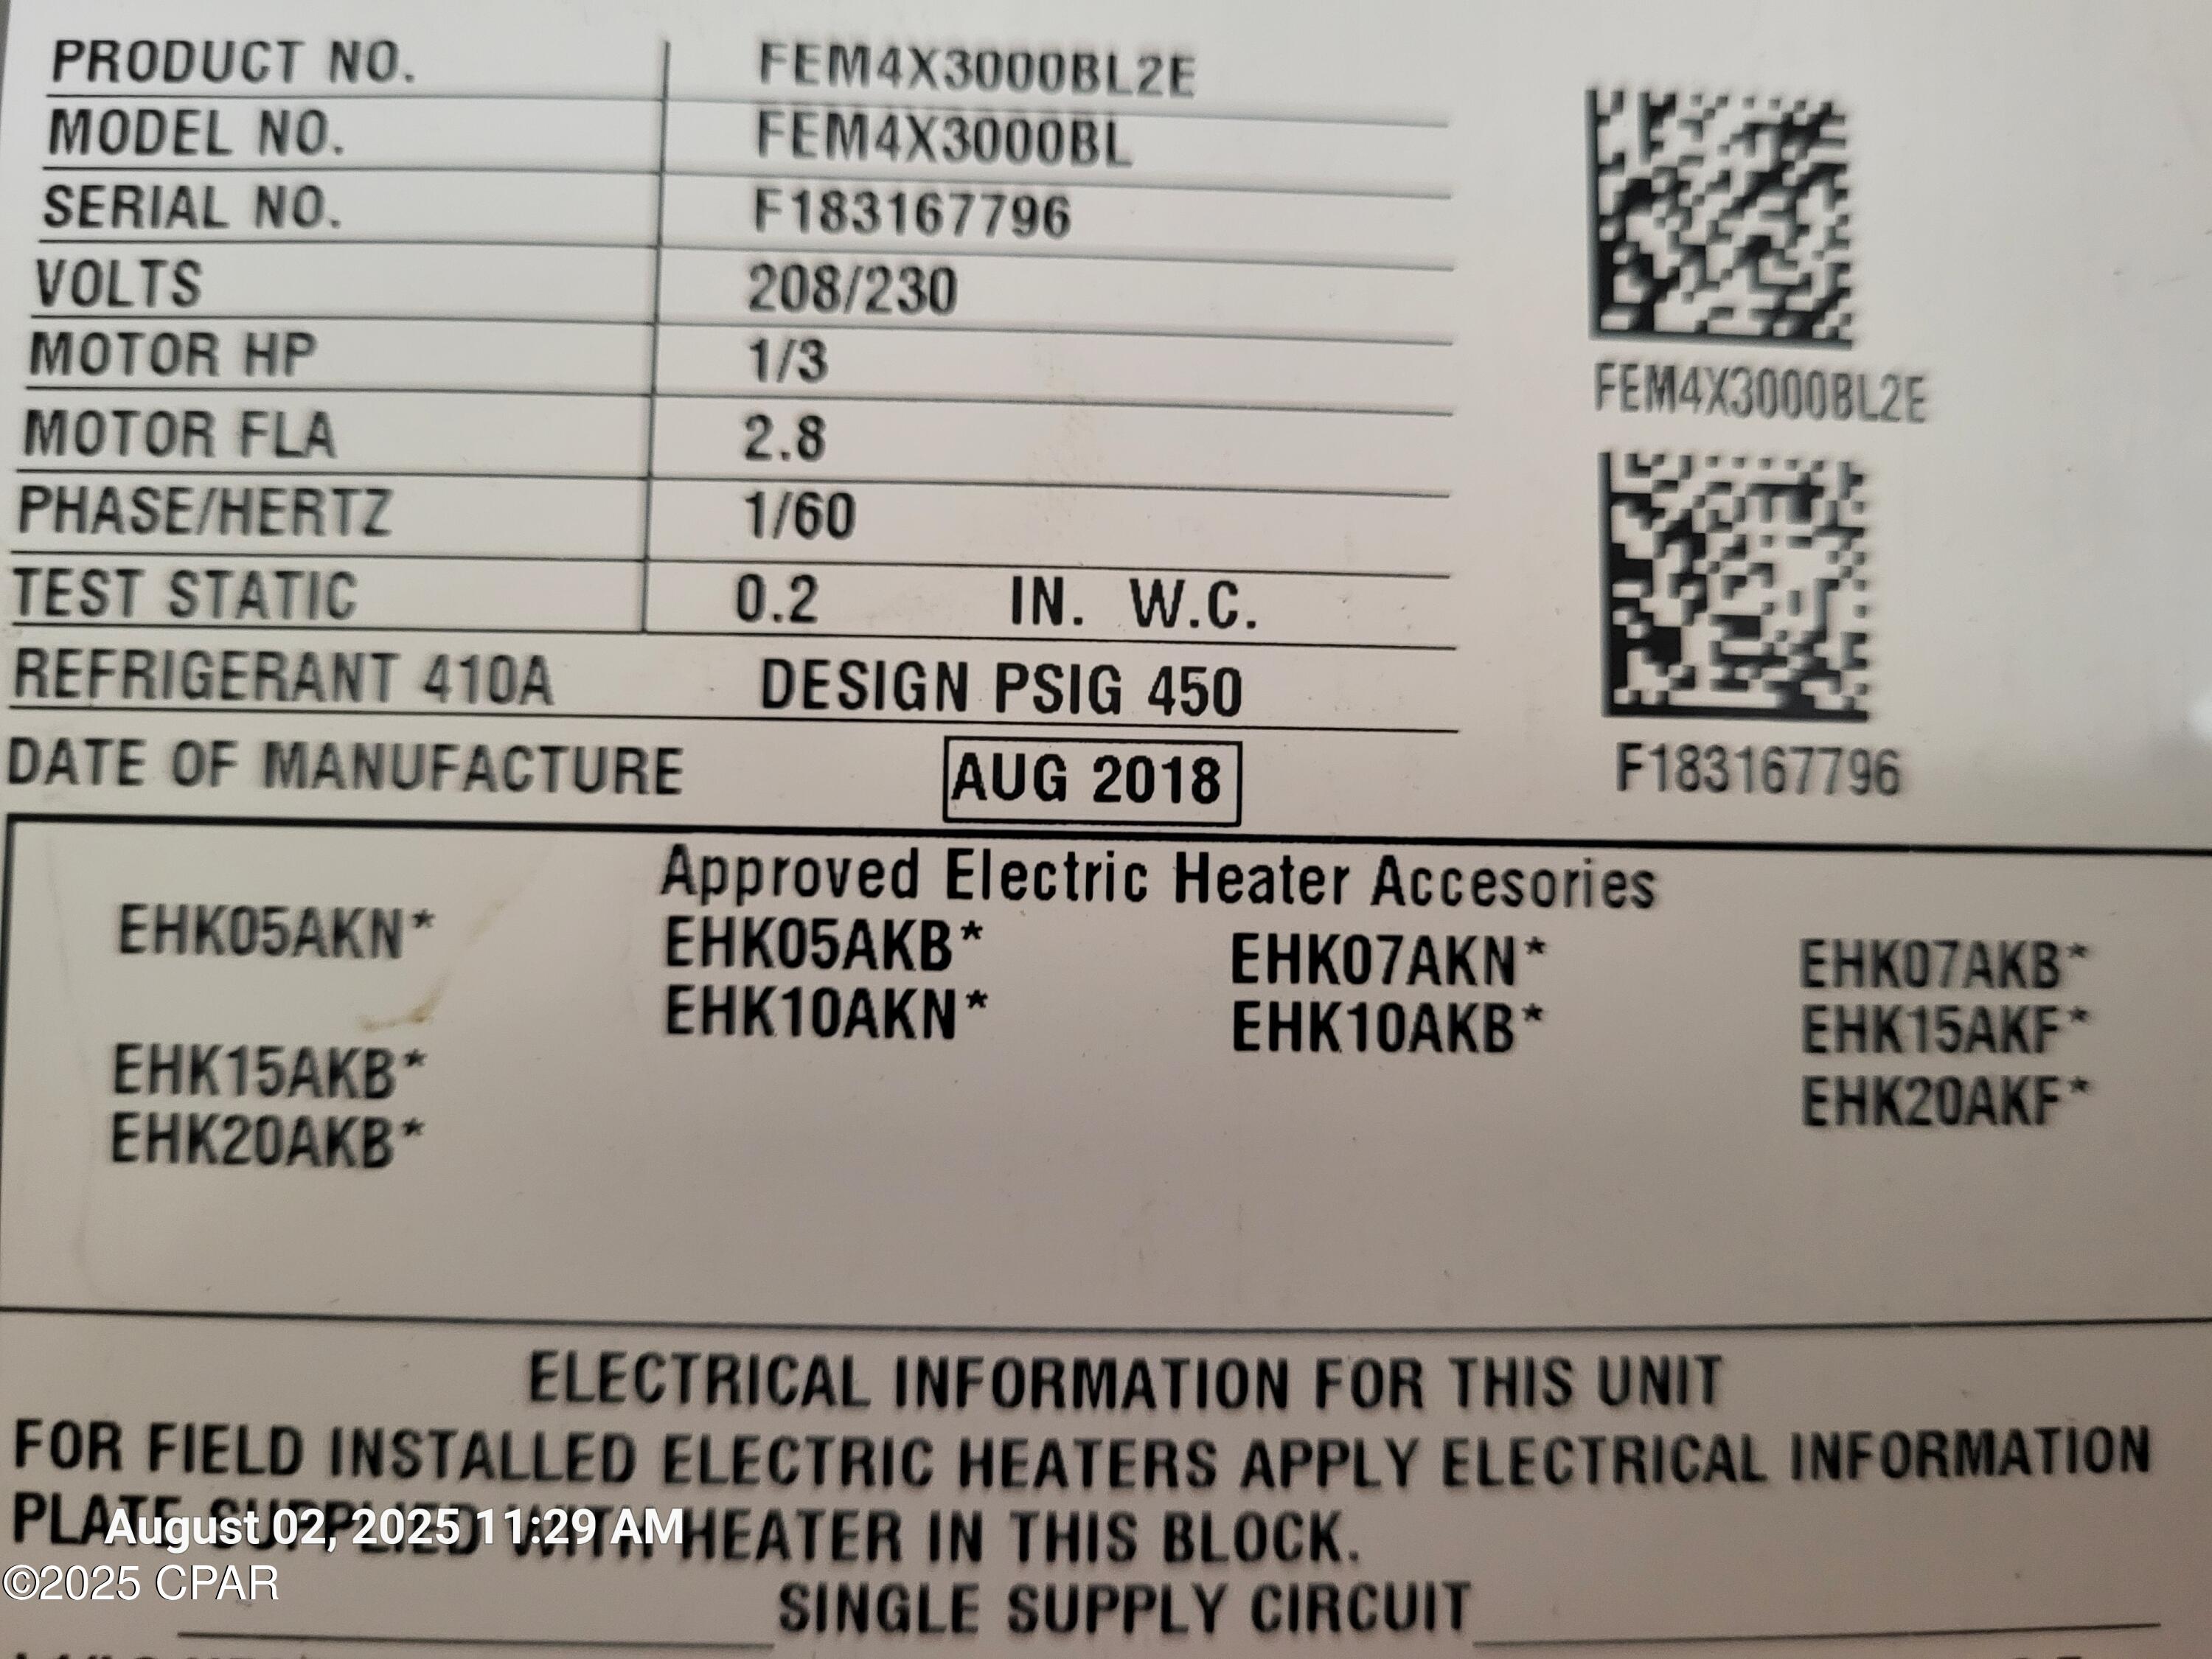 PRODUCT NO. FEM4X3000BL2E
MODEL NO. FEM4X3000BL
SERIAL NO. F183167796
VOLTS 208/230
MOTOR HP 1/3
MOTOR FLA 2.8
PHASE/HERTZ 1/60
TEST STATIC 0.2 IN. W.C.
REFRIGERANT 410A DESIGN PSIG 450
DATE OF MANUFACTURE AUG 2018
FEM4X3000BL2E
F183167796
Approved Electric Heater Accesories
EHK05AKN* EHK05AKB* EHK07AKN* EHK07AKB*
EHK10AKN* EHK10AKB* EHK15AKF*
EHK15AKB* EHK20AKF*
EHK20AKB*
ELECTRICAL INFORMATION FOR THIS UNIT
FOR FIELD INSTALLED ELECTRIC HEATERS APPLY ELECTRICAL INFORMATION
PLATE SUPPLIED WITH HEATER IN THIS BLOCK.
August 02, 2025 11:29 AM
©2025 CPAR
SINGLE SUPPLY CIRCUIT